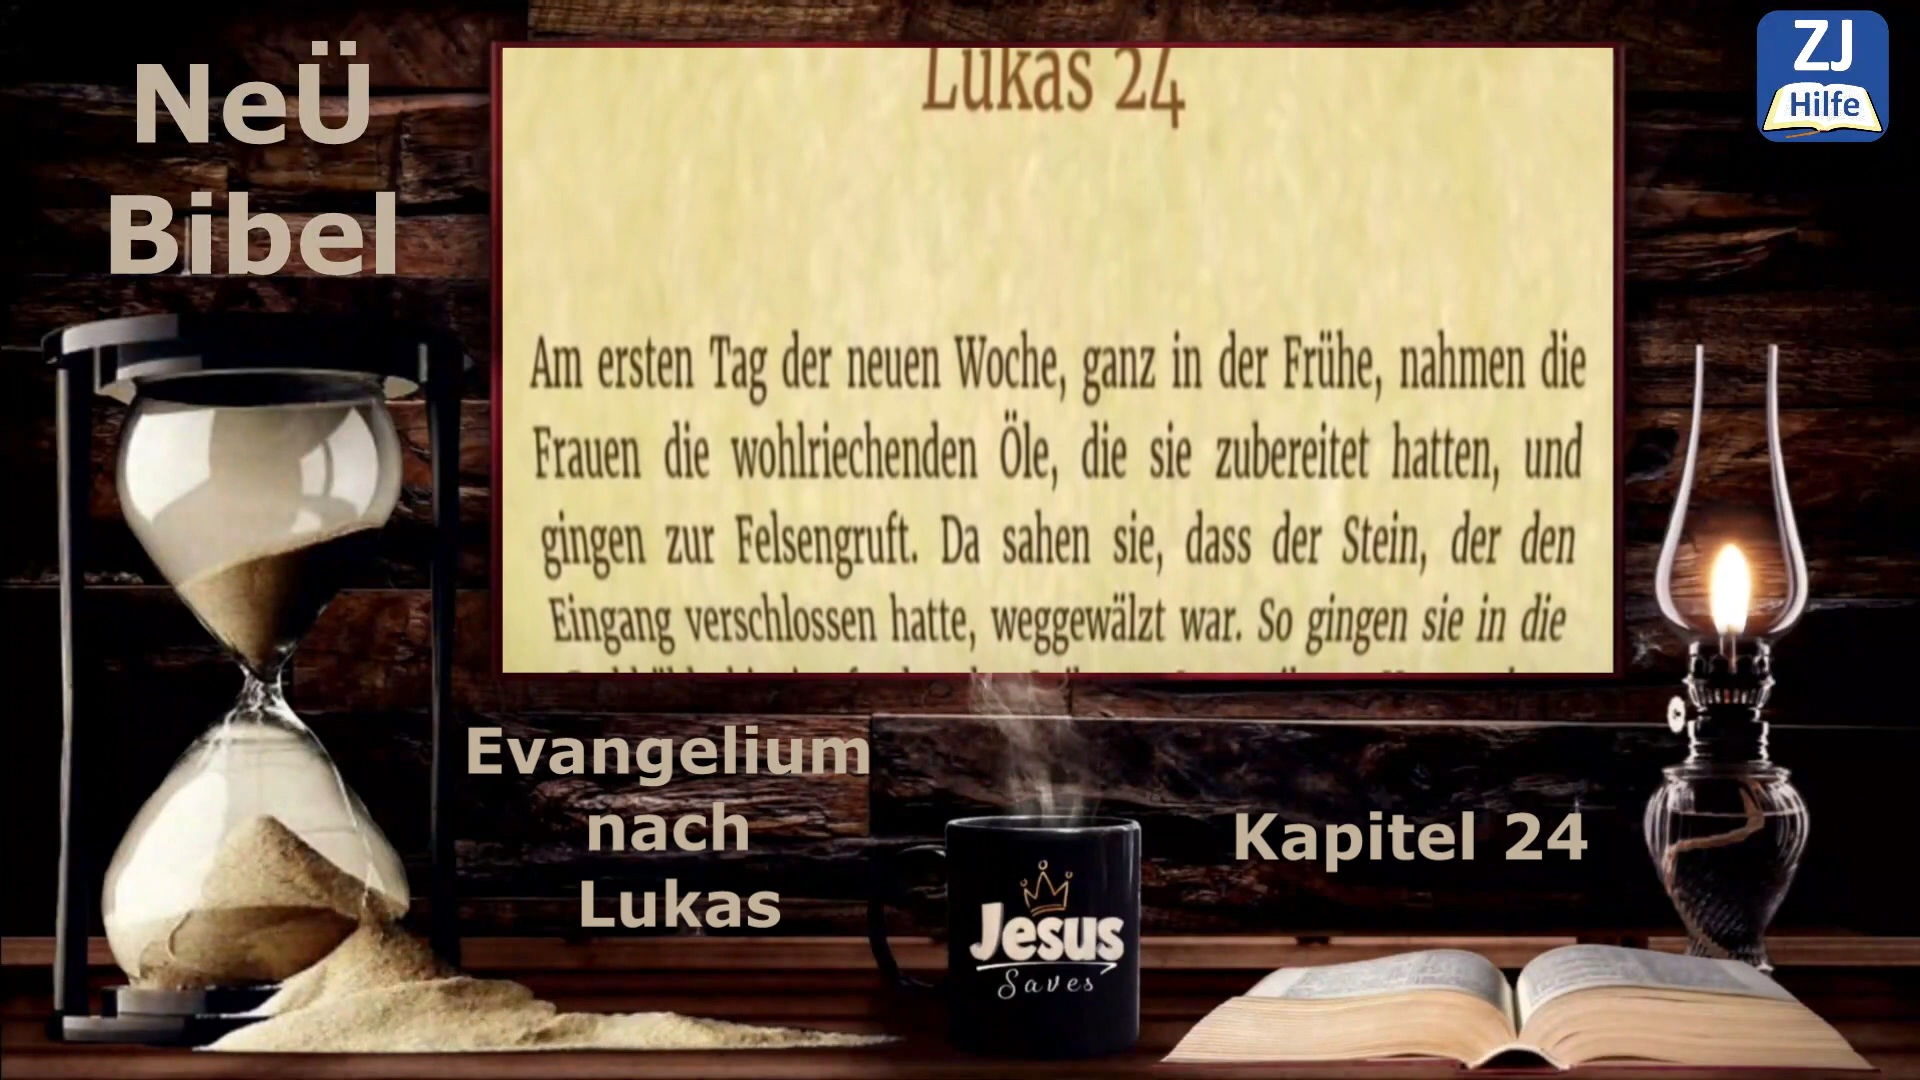 NeÜ
Bibel
Lukas 24
ZJ
Hilfe
Am ersten Tag der neuen Woche, ganz in der Frühe, nahmen die
Frauen die wohlriechenden Öle, die sie zubereitet hatten, und
gingen zur Felsengruft. Da sahen sie, dass der Stein, der den
Eingang verschlossen hatte, weggewälzt war. So gingen sie in die
Evangelium
nach
Lukas
Kapitel 24
Jesus
Saves